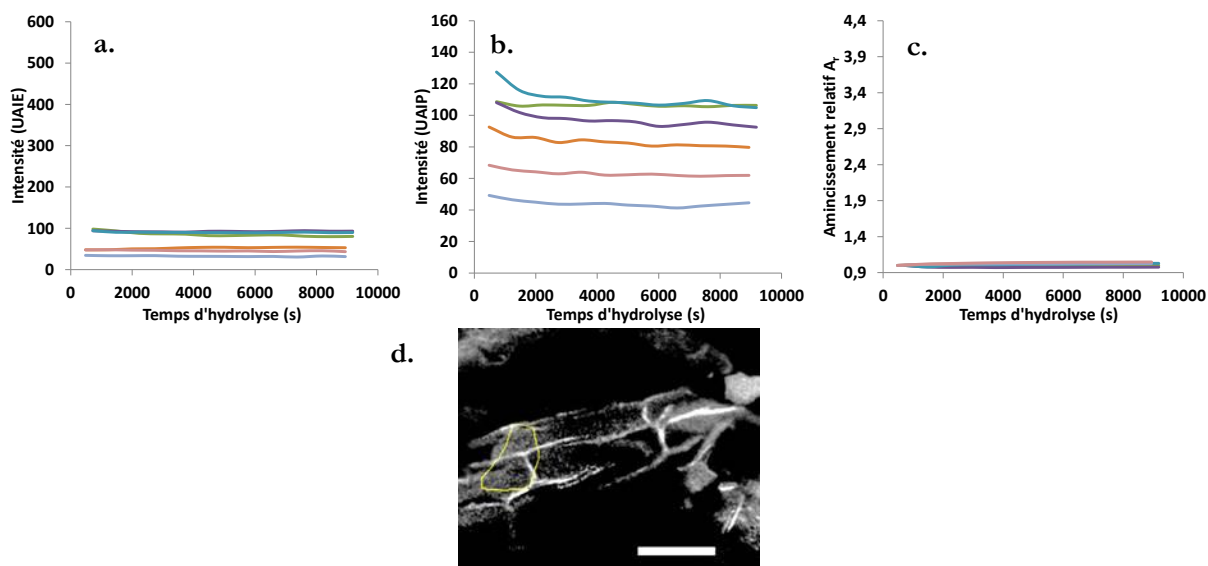 a.
Intensité (UAIE)
600
500
400
300
200
100
0
0 2000 4000 6000 8000 10000
Temps d'hydrolyse (s)
b.
Intensité (UAIP)
160
140
120
100
80
60
40
20
0
0 2000 4000 6000 8000 10000
Temps d'hydrolyse (s)
c.
Amincissement relatif Ar
4,4
3,9
3,4
2,9
2,4
1,9
1,4
0,9
0 2000 4000 6000 8000 10000
Temps d'hydrolyse (s)
d.